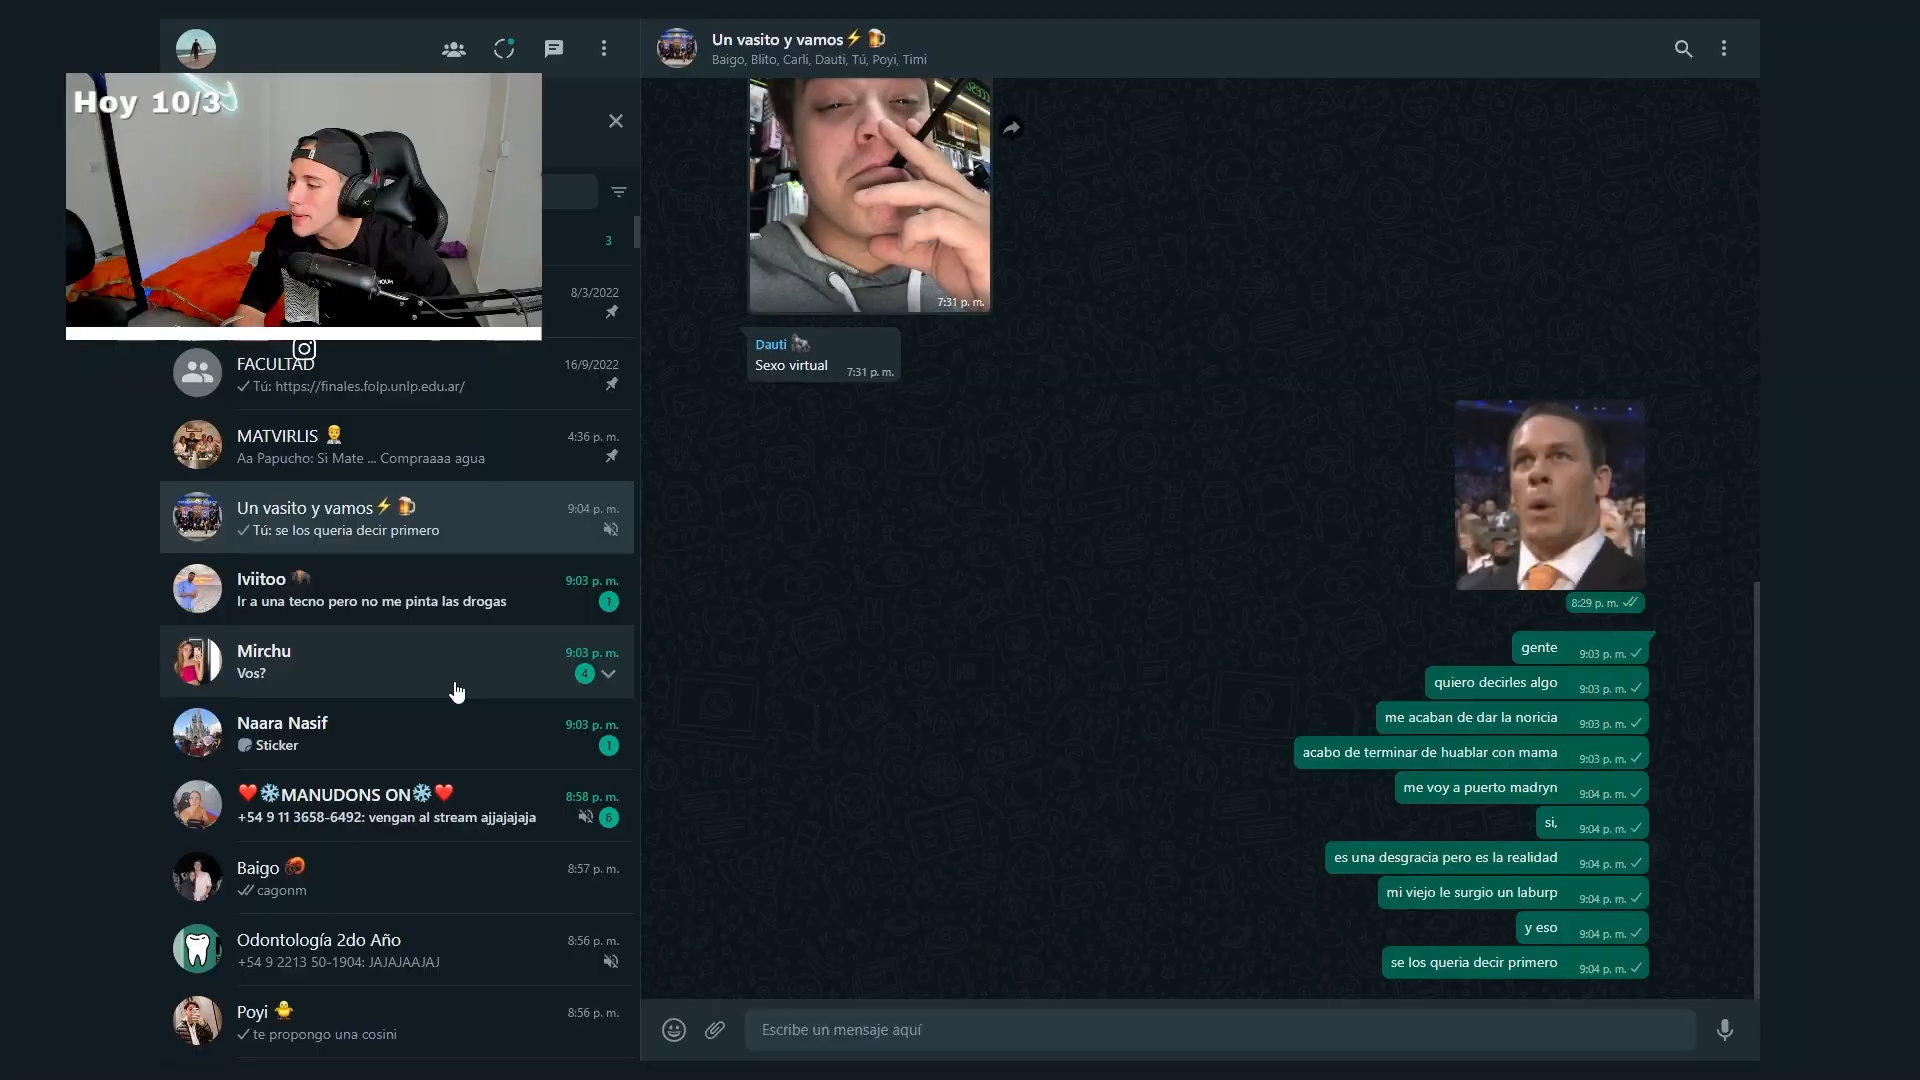 Hoy 10/3
3
8/3/2022
FACULTAD
16/9/2022
Tú: https://finales.folp.unlp.edu.ar/
MATVIRLIS
4:36 p. m.
Aa Papucho: Si Mate ... Compraaaa agua
Un vasito y vamos⚡🍺
9:04 p. m.
Tú: se los queria decir primero
Iviitoo
9:03 p. m.
Ir a una tecno pero no me pinta las drogas
1
Mirchu
9:03 p. m.
Vos?
4
Naara Nasif
9:03 p. m.
Sticker
1
❤️❄️MANUDONS ON❄️❤️
8:58 p. m.
+54 9 11 3658-6492: vengan al stream ajjajajaja
6
Baigo
8:57 p. m.
cagonm
Odontología 2do Año
8:56 p. m.
+54 9 2213 50-1904: JAJAJAAJAJ
Poyi
8:56 p. m.
te propongo una cosini
Un vasito y vamos⚡🍺
Baigo, Blito, Carli, Dauti, Tú, Poyi, Timi
7:31 p. m.
Dauti
Sexo virtual
7:31 p. m.
8:29 p. m.
gente 9:03 p. m.
quiero decirles algo 9:03 p. m.
me acaban de dar la noricia 9:03 p. m.
acabo de terminar de huablar con mama 9:03 p. m.
me voy a puerto madryn 9:04 p. m.
si, 9:04 p. m.
es una desgracia pero es la realidad 9:04 p. m.
mi viejo le surgio un laburp 9:04 p. m.
y eso 9:04 p. m.
se los queria decir primero 9:04 p. m.
Escribe un mensaje aquí